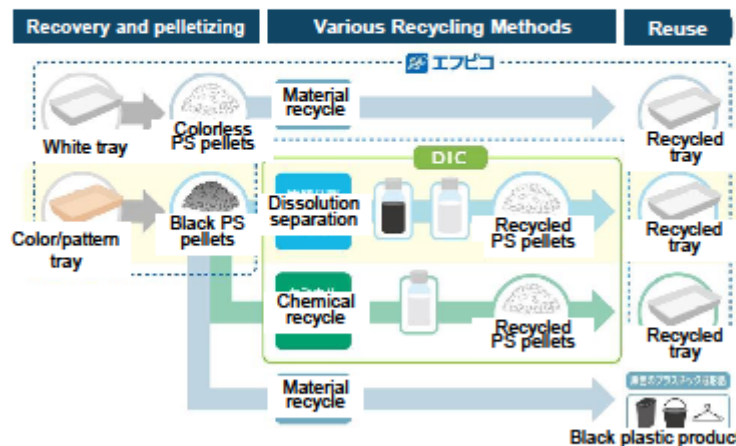 Recovery and pelletizing
Various Recycling Methods
Reuse
エフピコ
Material
recycle
White tray
Colorless
PS pellets
Recycled
tray
DIC
Dissolution
separation
Color/pattern
tray
Black PS
pellets
Recycled
PS pellets
Recycled
tray
Chemical
recycle
Recycled
PS pellets
Recycled
tray
Material
recycle
Black plastic product